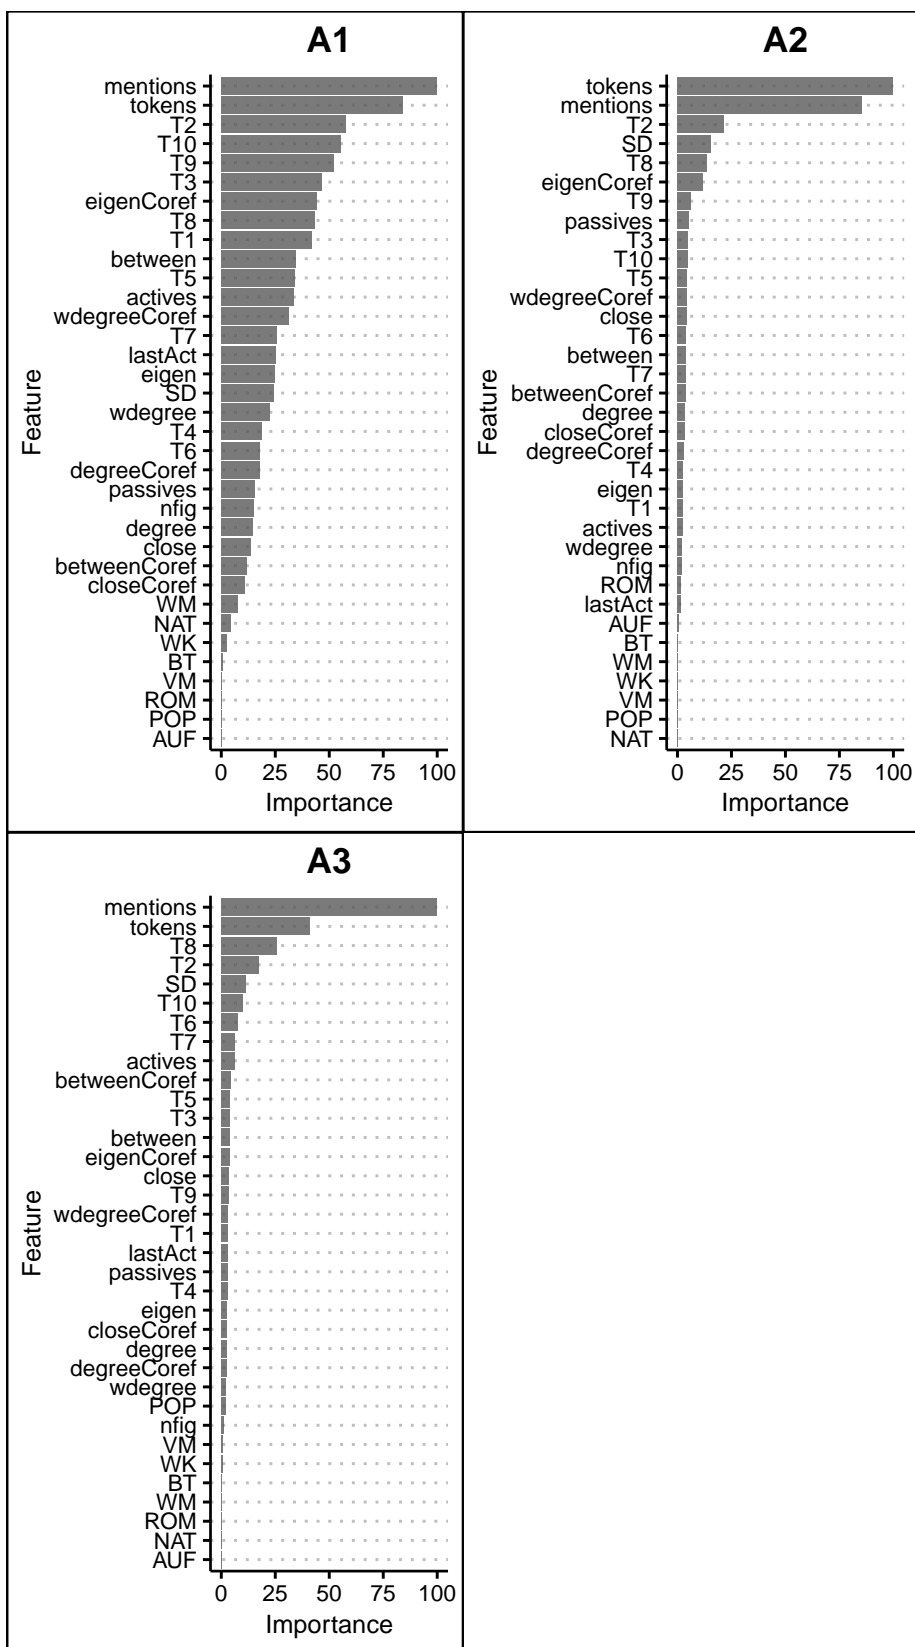 A1
mentions
tokens
T2
T10
T9
T3
eigenCoref
T8
T1
between
T5
actives
wdegreeCoref
T7
lastAct
eigen
SD
wdegree
T4
T6
degreeCoref
passives
nfig
degree
close
betweenCoref
closeCoref
WM
NAT
WK
BT
VM
ROM
POP
AUF
Feature
0 25 50 75 100
Importance
A2
tokens
mentions
T2
SD
T8
eigenCoref
T9
passives
T3
T10
T5
wdegreeCoref
close
T6
between
T7
betweenCoref
degree
closeCoref
degreeCoref
T4
eigen
T1
actives
wdegree
nfig
ROM
lastAct
AUF
BT
WM
WK
VM
POP
NAT
Feature
0 25 50 75 100
Importance
A3
mentions
tokens
T8
T2
SD
T10
T6
T7
actives
betweenCoref
T5
T3
between
eigenCoref
close
T9
wdegreeCoref
T1
lastAct
passives
T4
eigen
closeCoref
degree
degreeCoref
wdegree
POP
nfig
VM
WK
BT
WM
ROM
NAT
AUF
Feature
0 25 50 75 100
Importance